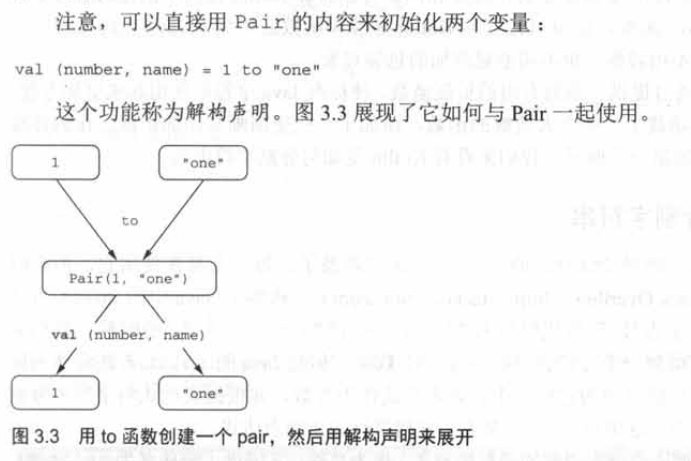 注意，可以直接用 Pair 的内容来初始化两个变量：
val (number, name) = 1 to "one"
这个功能称为解构声明。图 3.3 展现了它如何与 Pair 一起使用。
1
"one"
to
Pair(1, "one")
val (number, name)
1
"one"
图 3.3 用 to 函数创建一个 pair，然后用解构声明来展开